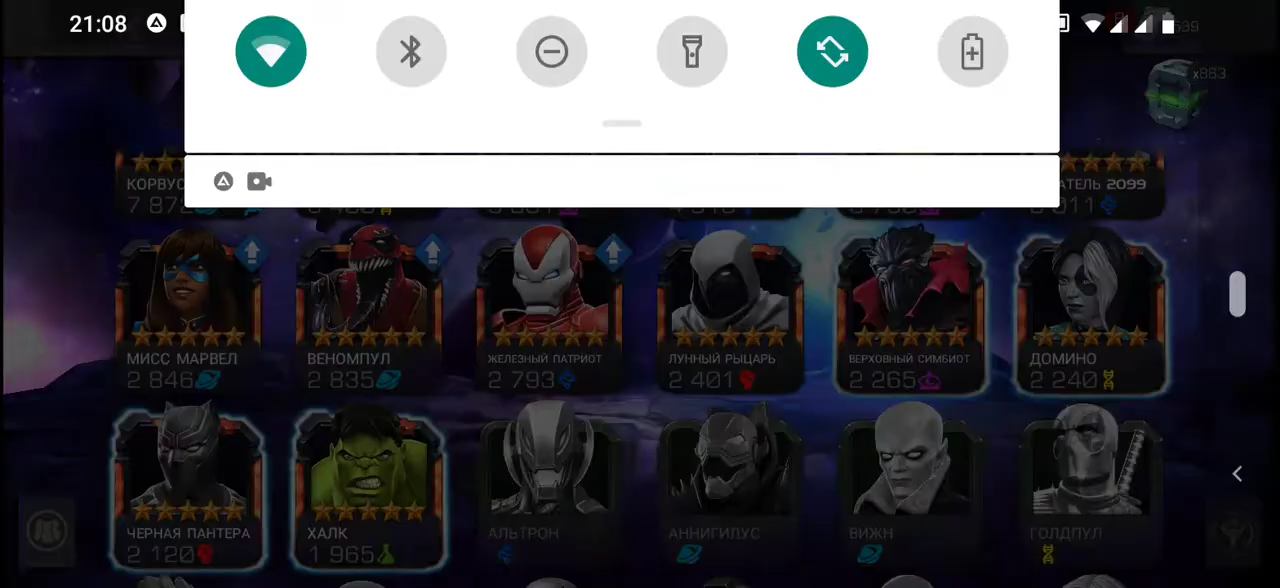 21:08
x863
КОРВУС
АТЕЛЬ 2099
7 872
МИСС МАРВЕЛ
ВЕНОМПУЛ
ЖЕЛЕЗНЫЙ ПАТРИОТ
ЛУННЫЙ РЫЦАРЬ
ВЕРХОВНЫЙ СИМБИОТ
ДОМИНО
2 846
2 835
2 793
2 401
2 265
2 240
ЧЕРНАЯ ПАНТЕРА
ХАЛК
АЛЬТРОН
АННИГИЛУС
ВИЖН
ГОЛДПУЛ
2 120
1 965